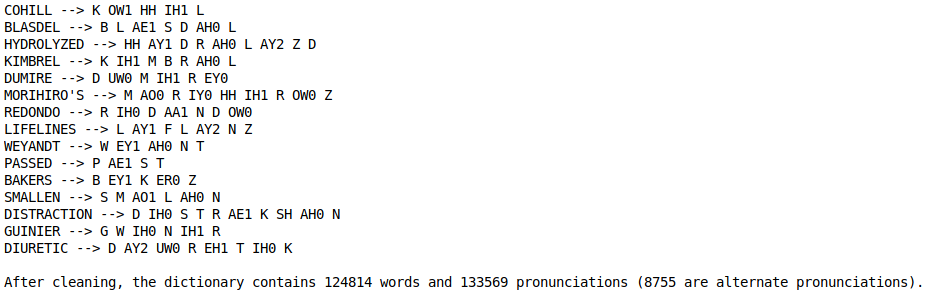 COHILL --> K OW1 HH IH1 L
BLASDEL --> B L AE1 S D AH0 L
HYDROLYZED --> HH AY1 D R AH0 L AY2 Z D
KIMBREL --> K IH1 M B R AH0 L
DUMIRE --> D UW0 M IH1 R EY0
MORIHIRO'S --> M AO0 R IY0 HH IH1 R OW0 Z
REDONDO --> R IH0 D AA1 N D OW0
LIFELINES --> L AY1 F L AY2 N Z
WEYANDT --> W EY1 AH0 N T
PASSED --> P AE1 S T
BAKERS --> B EY1 K ER0 Z
SMALLEN --> S M AO1 L AH0 N
DISTRACTION --> D IH0 S T R AE1 K SH AH0 N
GUINIER --> G W IH0 N IH1 R
DIURETIC --> D AY2 UW0 R EH1 T IH0 K
After cleaning, the dictionary contains 124814 words and 133569 pronunciations (8755 are alternate pronunciations).